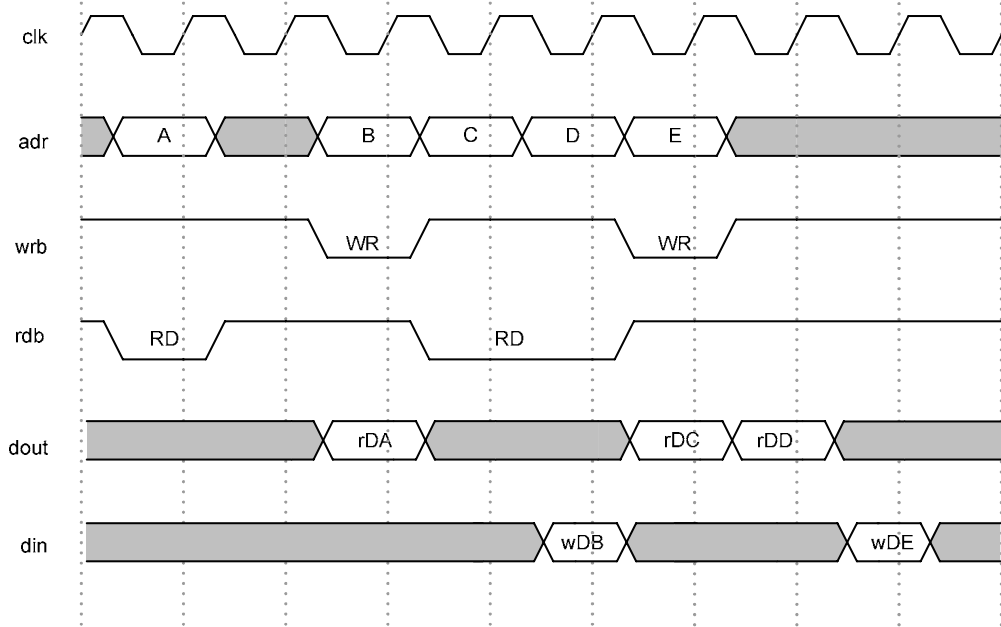 clk
adr A B C D E
wrb WR WR
rdb RD RD
dout rDA rDC rDD
din wDB wDE